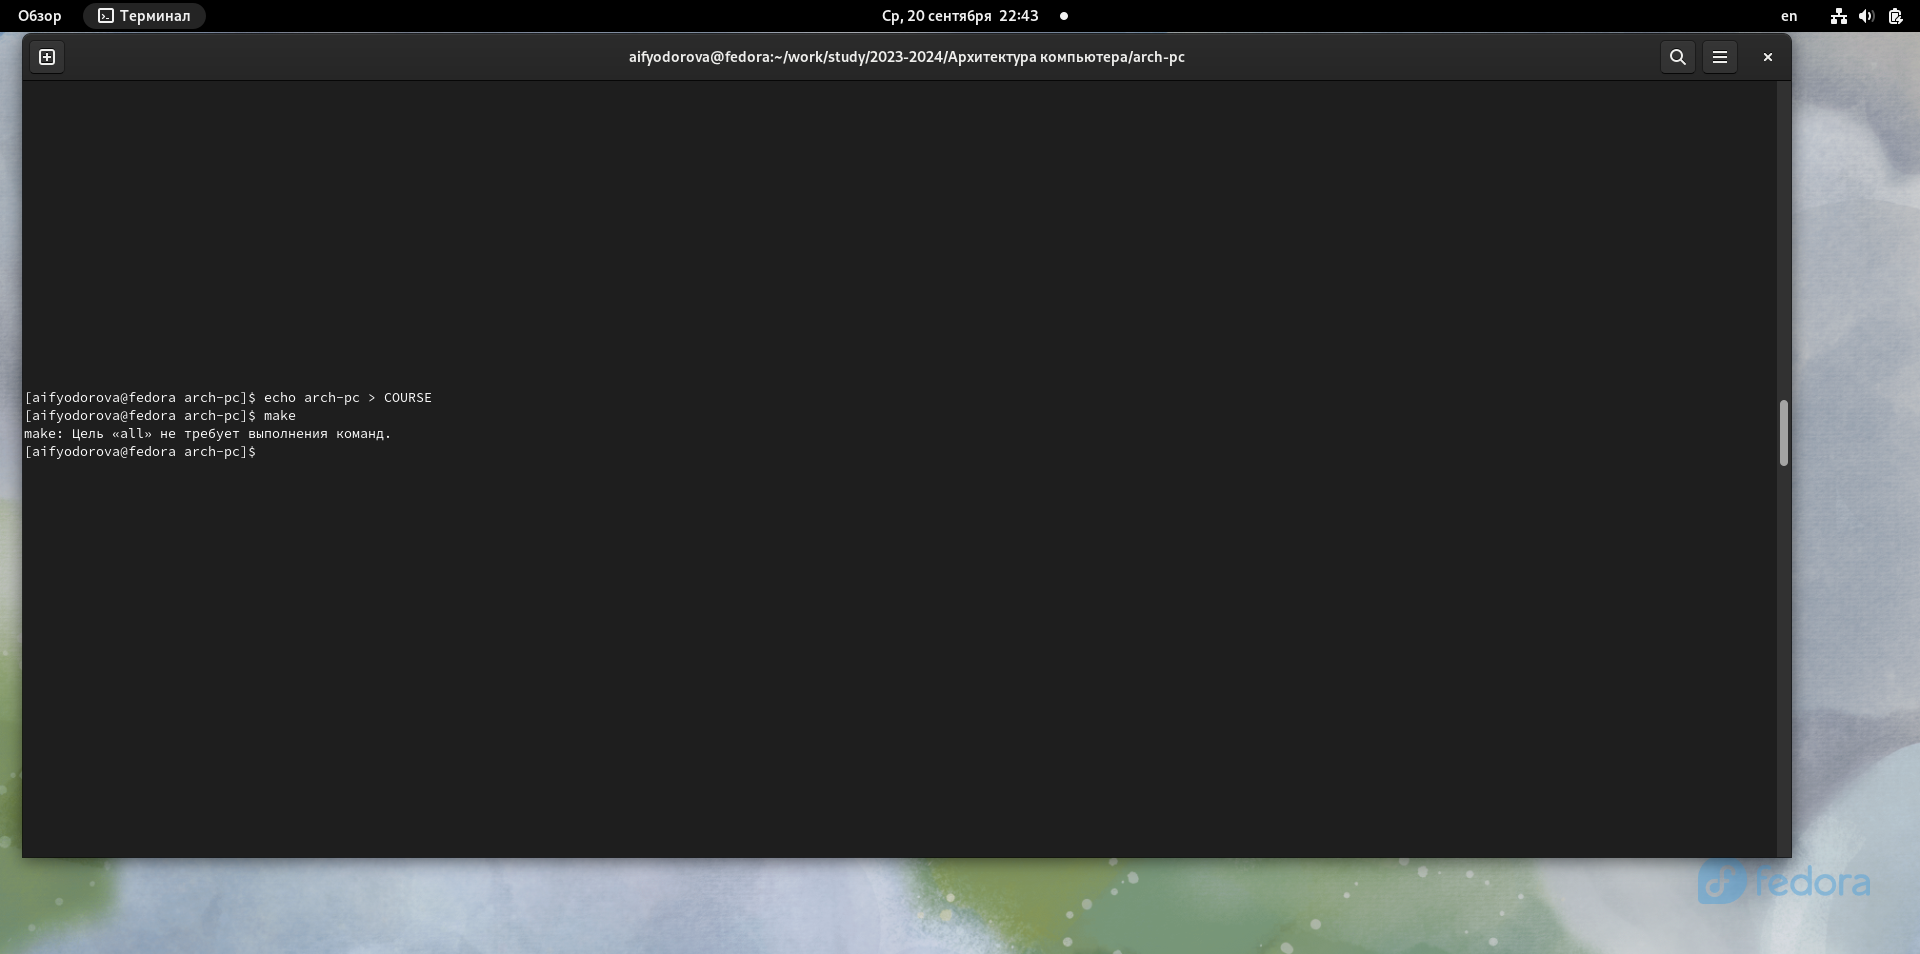 Обзор
Терминал
Ср, 20 сентября 22:43
en
aifyodorova@fedora:~/work/study/2023-2024/Архитектура компьютера/arch-pc
[aifyodorova@fedora arch-pc]$ echo arch-pc > COURSE
[aifyodorova@fedora arch-pc]$ make
make: Цель «all» не требует выполнения команд.
[aifyodorova@fedora arch-pc]$
fedora